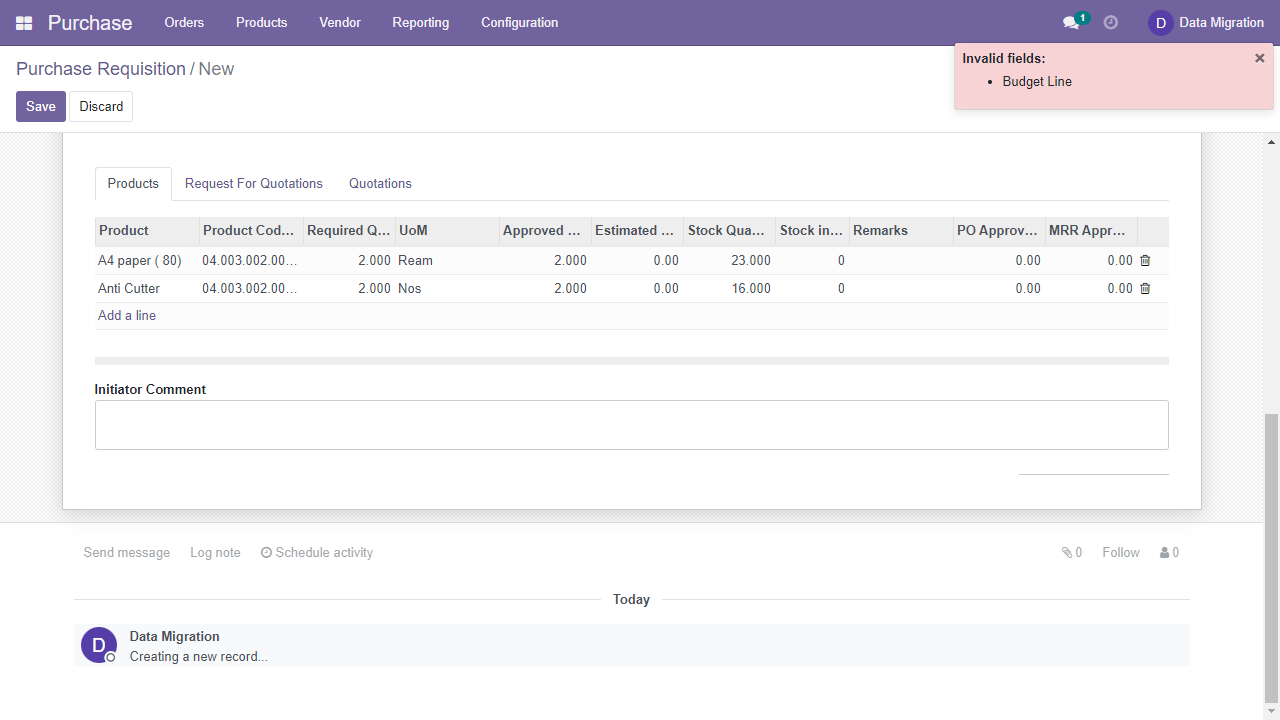 Purchase Orders Products Vendor Reporting Configuration 1 D Data Migration
Purchase Requisition / New
Invalid fields:
Budget Line
Save Discard
Products Request For Quotations Quotations
Product Product Cod... Required Q... UoM Approved ... Estimated ... Stock Qua... Stock in... Remarks PO Approv... MRR Appr...
A4 paper ( 80) 04.003.002.00... 2.000 Ream 2.000 0.00 23.000 0 0.00 0.00
Anti Cutter 04.003.002.00... 2.000 Nos 2.000 0.00 16.000 0 0.00 0.00
Add a line
Initiator Comment
Send message Log note Schedule activity 0 Follow 0
Today
D Data Migration
Creating a new record...